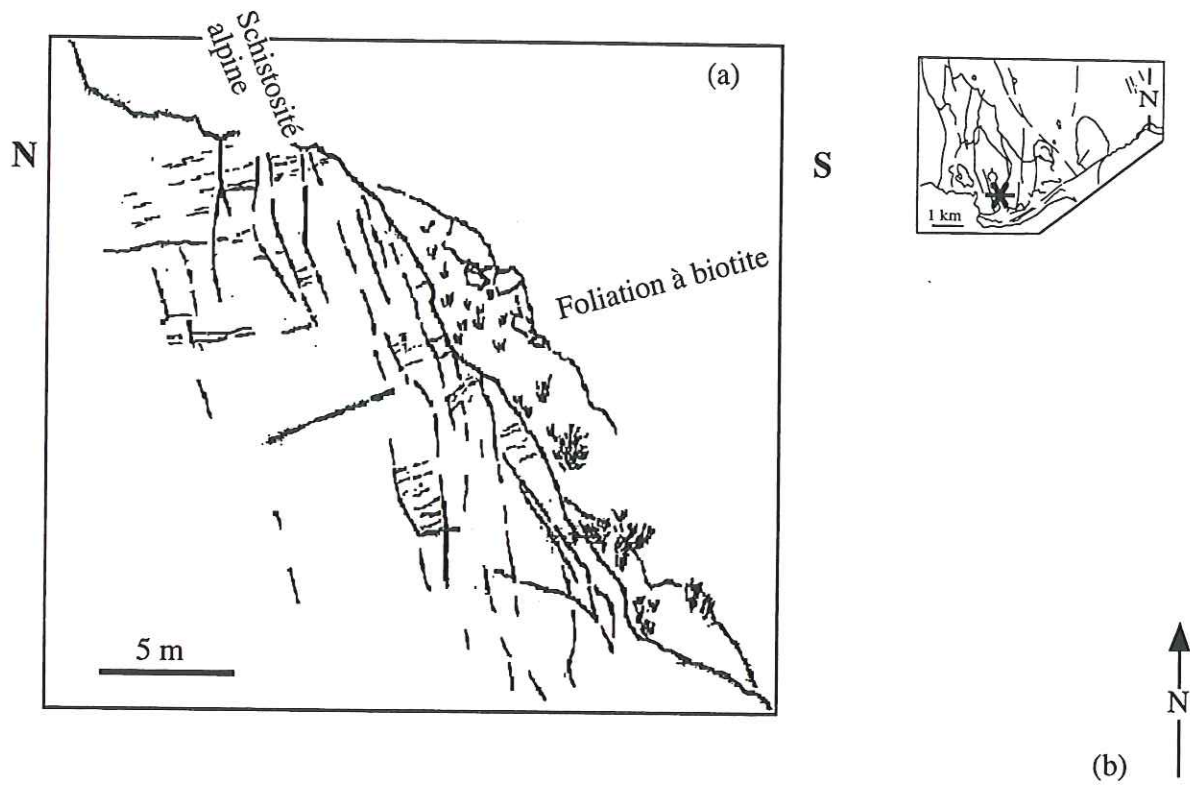 Schistosité
alpine
(a)
N
S
N
1 km
Foliation à biotite
5 m
N
(b)